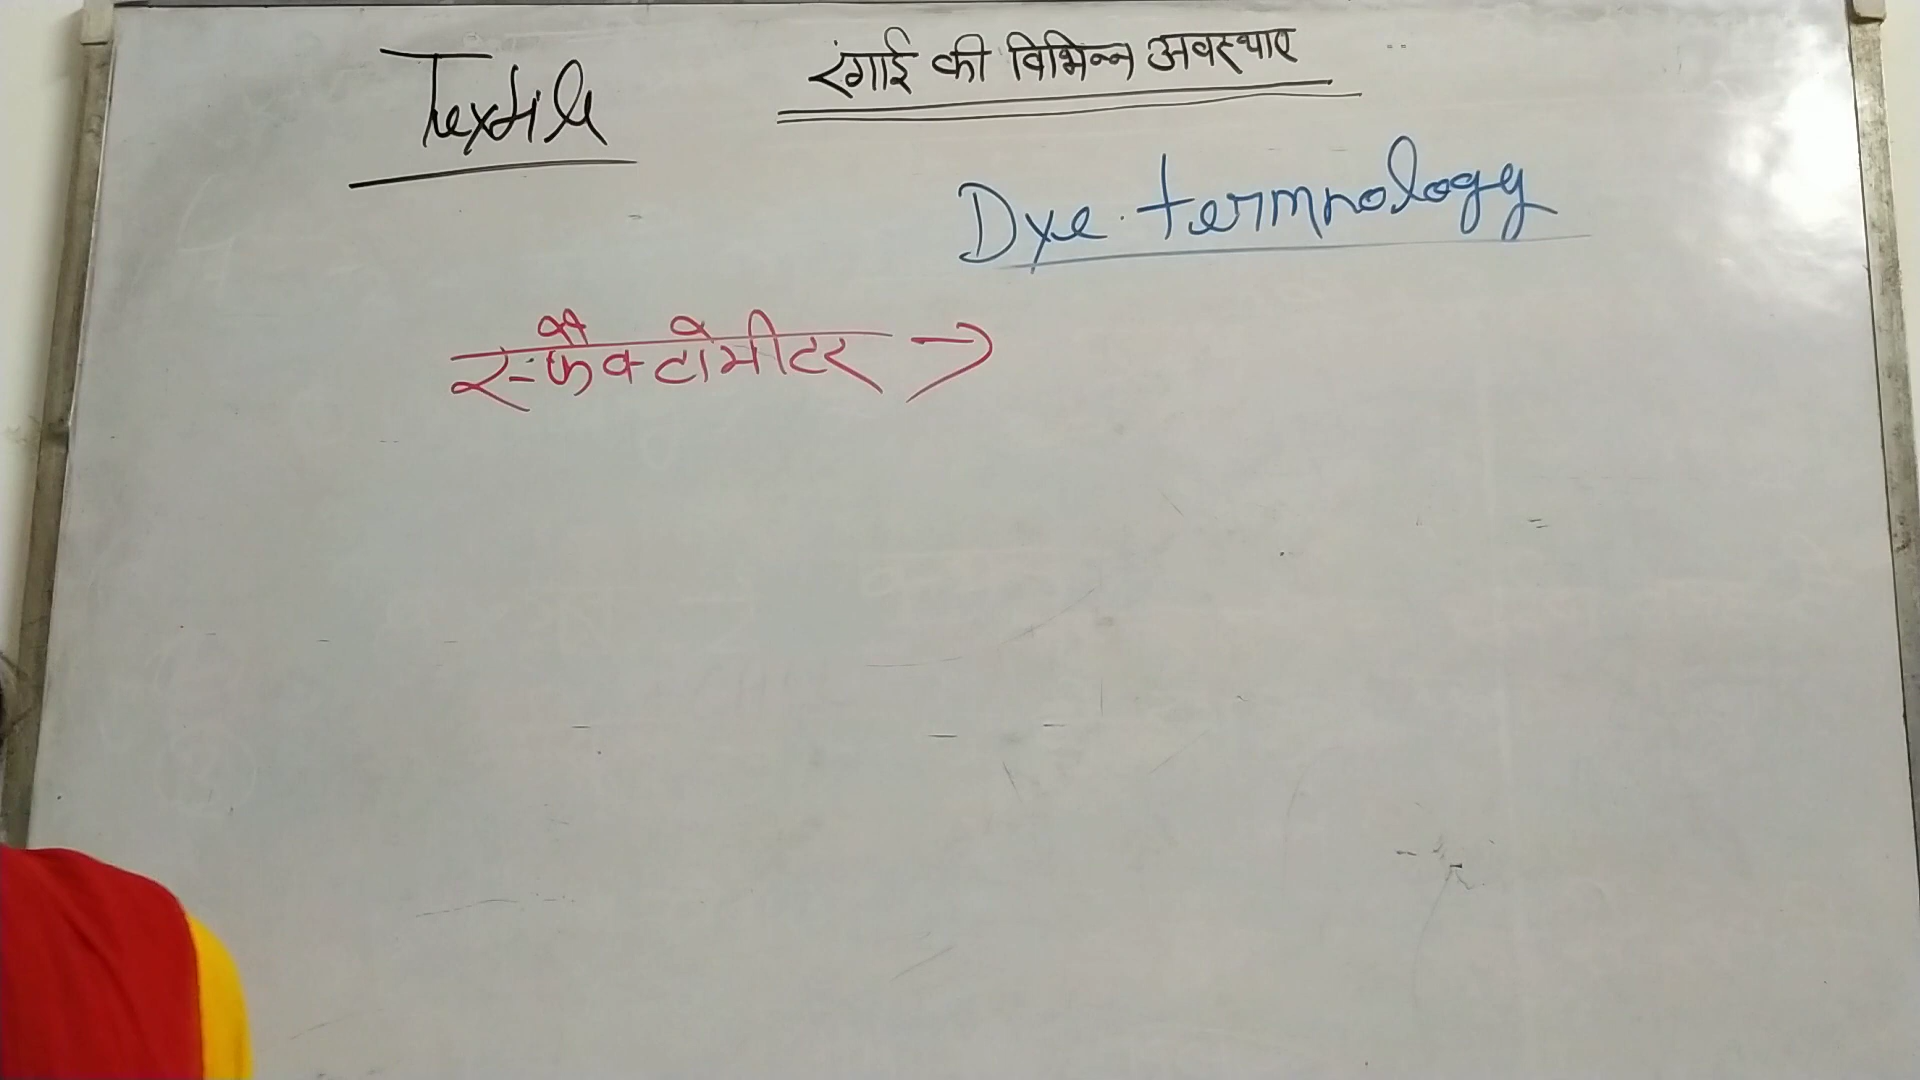 Textile
रंगाई की विभिन्न अवस्थाए
Dye termnology
स्फैक्टोमीटर →